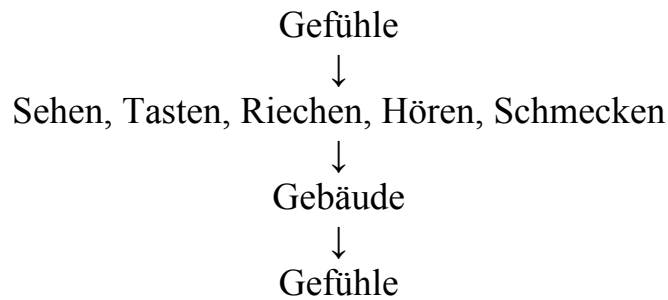 Gefühle
↓
Sehen, Tasten, Riechen, Hören, Schmecken
↓
Gebäude
↓
Gefühle